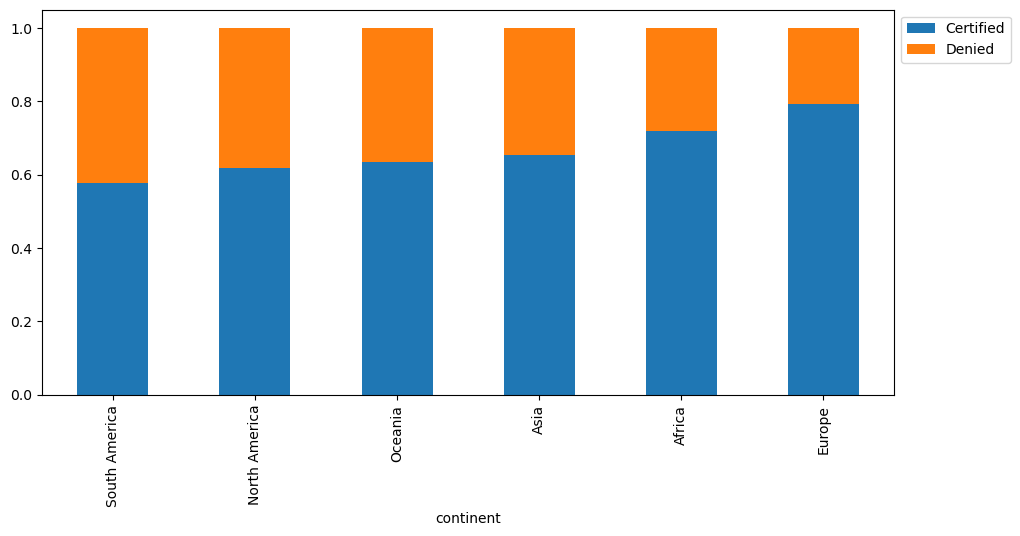 1.0
0.8
0.6
0.4
0.2
0.0
Certified
Denied
South America
North America
Oceania
Asia
Africa
Europe
continent